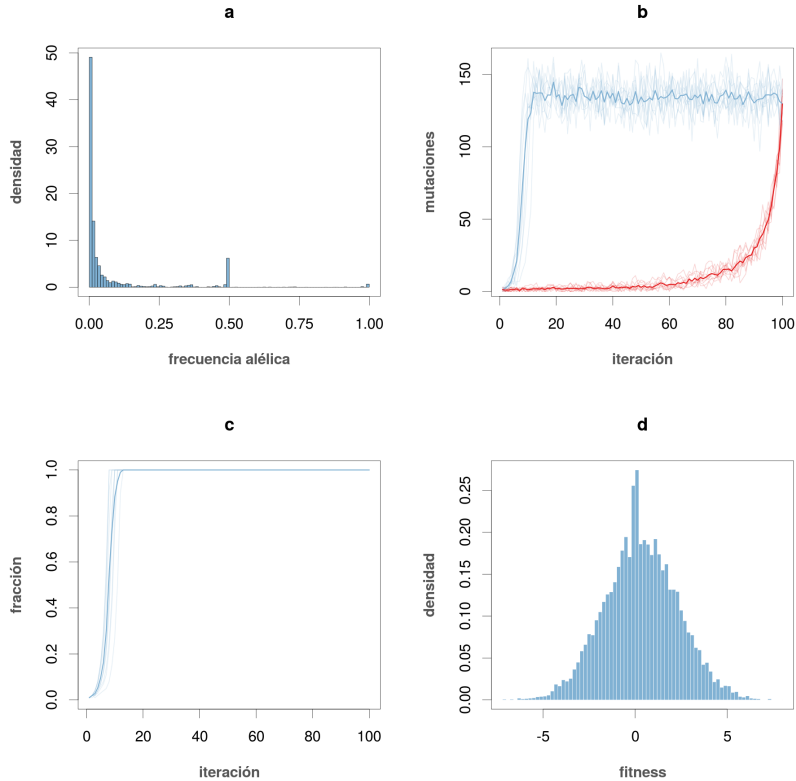 a
densidad
50
40
30
20
10
0
0.00 0.25 0.50 0.75 1.00
frecuencia alélica
b
mutaciones
150
100
50
0
0 20 40 60 80 100
iteración
c
fracción
1.0
0.8
0.6
0.4
0.2
0.0
0 20 40 60 80 100
iteración
d
densidad
0.25
0.20
0.15
0.10
0.05
0.00
-5 0 5
fitness